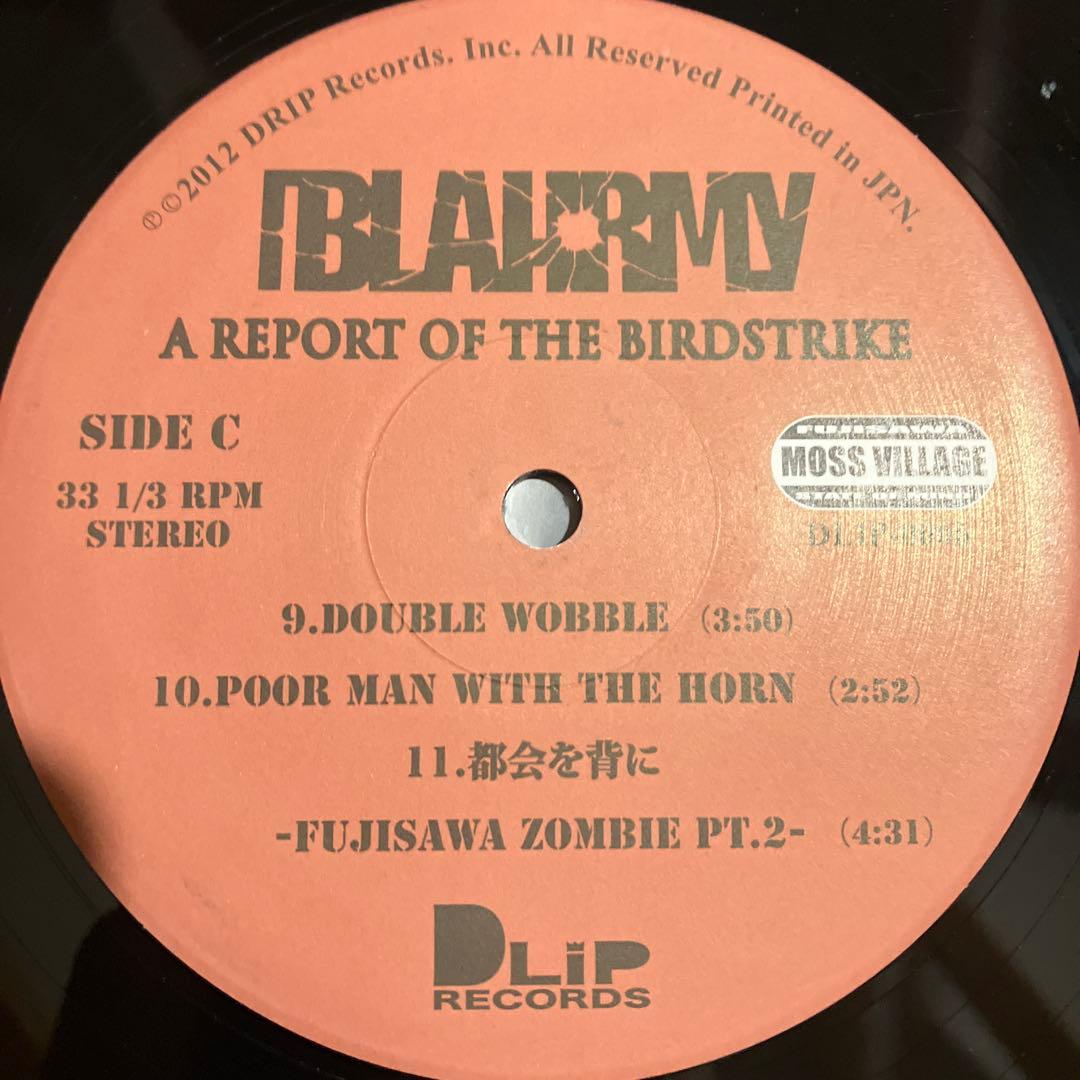 ℗©2012 DRIP Records. Inc. All Reserved Printed in JPN.
BLAHRMY
A REPORT OF THE BIRDSTRIKE
SIDE C
33 1/3 RPM
STEREO
FUJISAWA
MOSS VILLAGE
9.DOUBLE WOBBLE (3:50)
10.POOR MAN WITH THE HORN (2:52)
11.都会を背に
-FUJISAWA ZOMBIE PT.2- (4:31)
DLiP
RECORDS